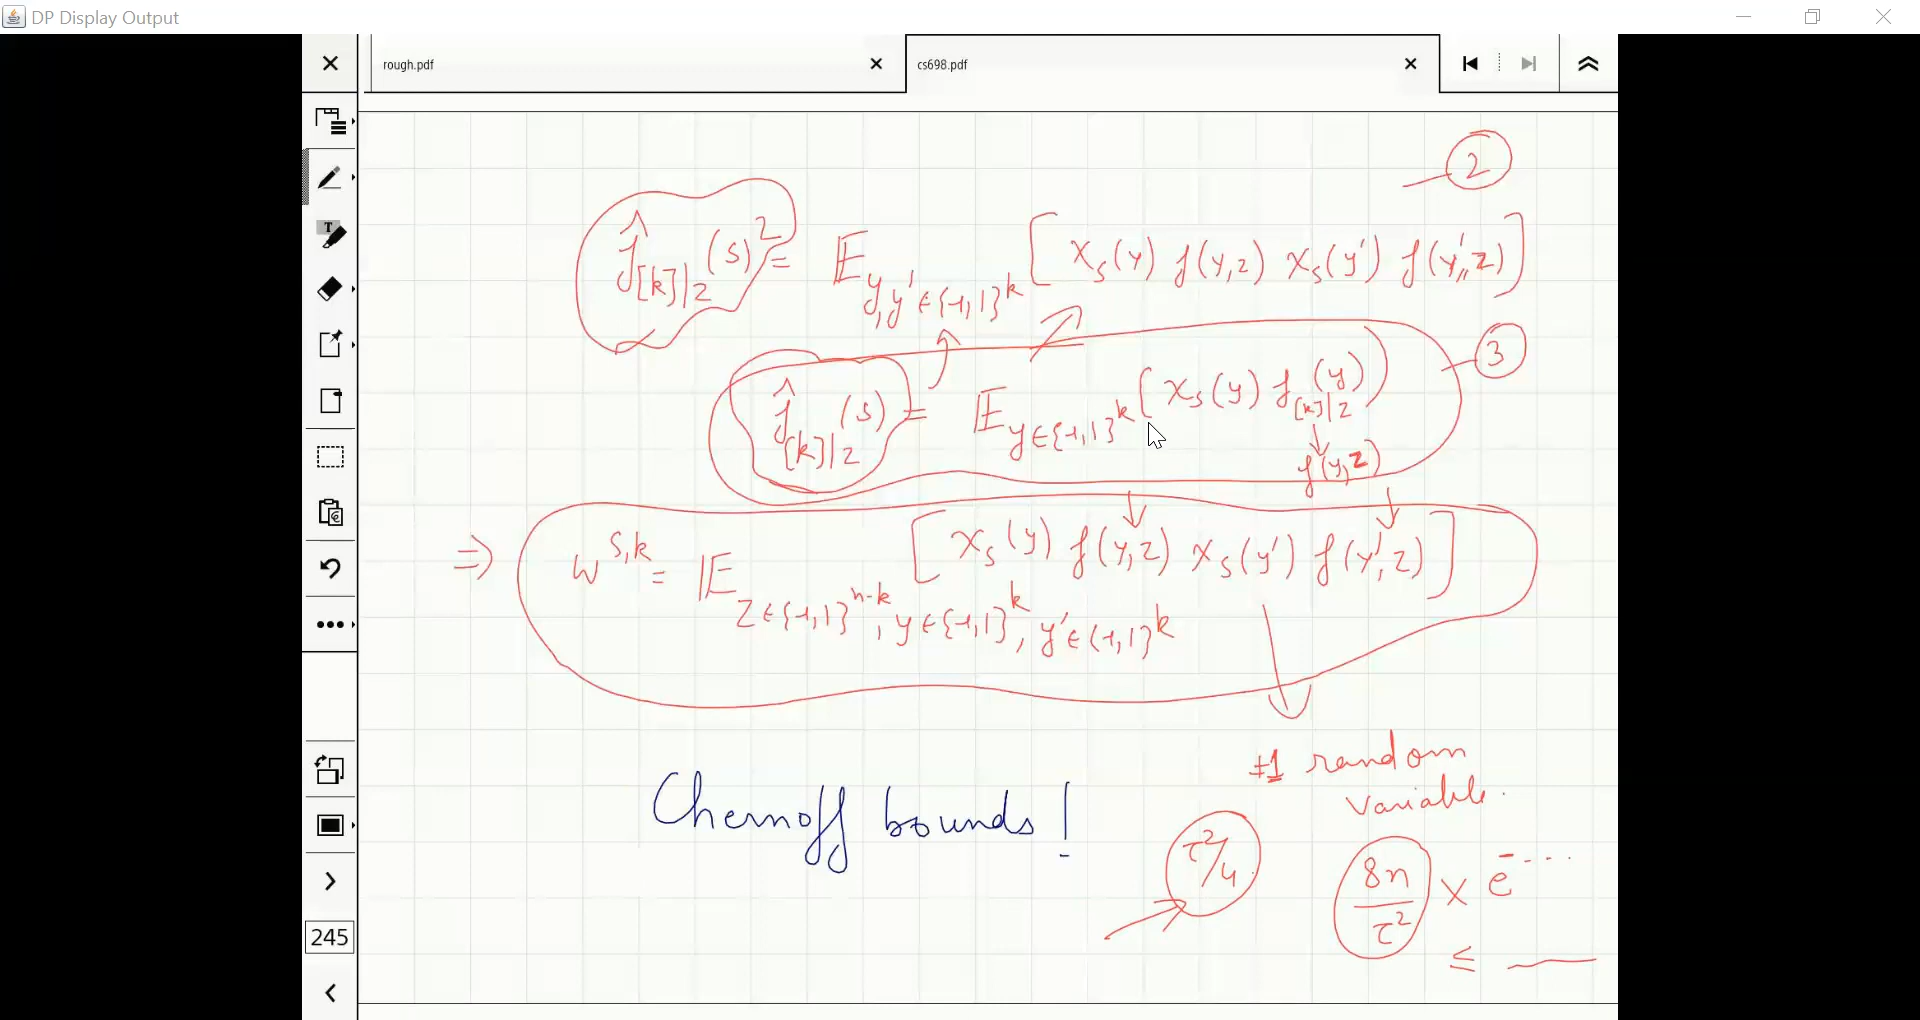 DP Display Output
rough.pdf
cs698.pdf
2
f̂_{[k]|z}(s)^2 = 𝔼_{y,y'∈{-1,1}^k} [χ_s(y) f(y,z) χ_s(y') f(y',z)]
3
f̂_{[k]|z}(s) = 𝔼_{y∈{-1,1}^k} [χ_s(y) f_{[k]|z}(y)]
f(y,z)
⇒ W^{s,k} = 𝔼_{z∈{-1,1}^{n-k}, y∈{-1,1}^k, y'∈{-1,1}^k} [χ_s(y) f(y,z) χ_s(y') f(y',z)]
±1 random
variable.
Chernoff bounds!
τ²/4
8n/τ² × e^{-...}
≤ __
245